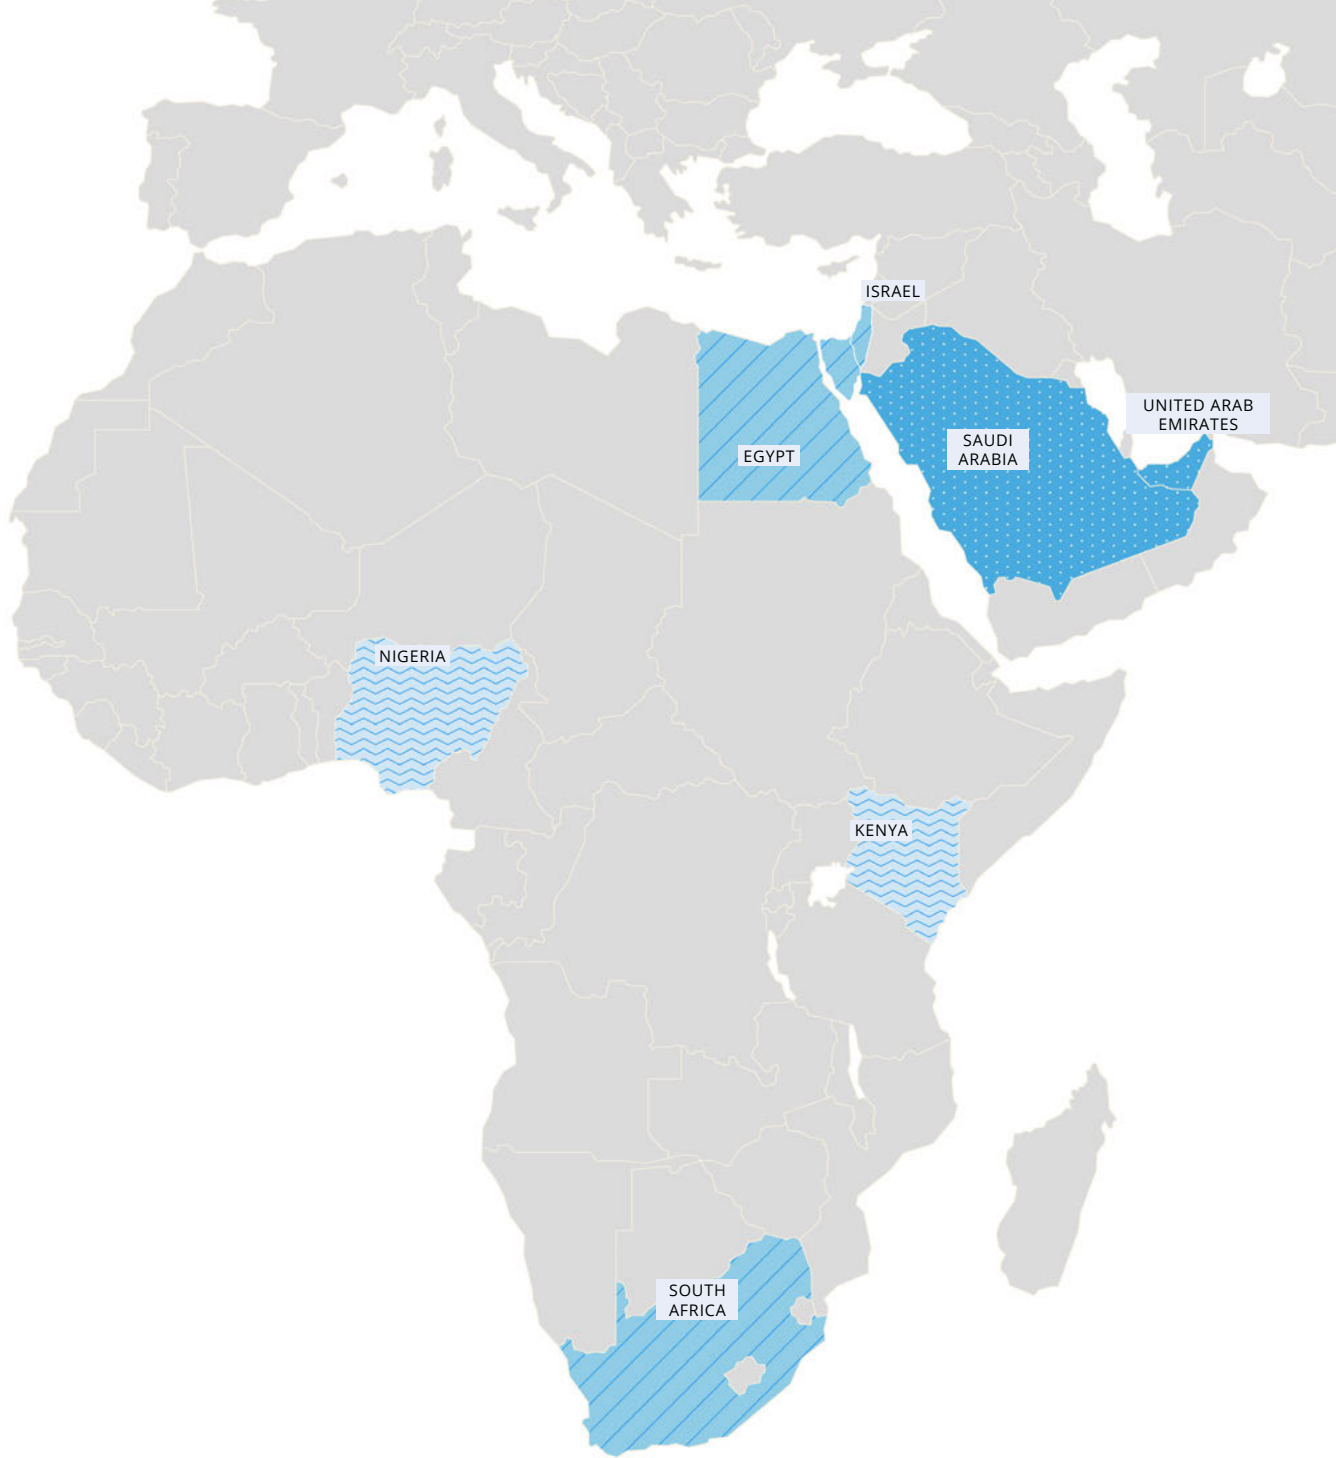 ISRAEL
UNITED ARAB
EMIRATES
SAUDI
ARABIA
EGYPT
NIGERIA
KENYA
SOUTH
AFRICA